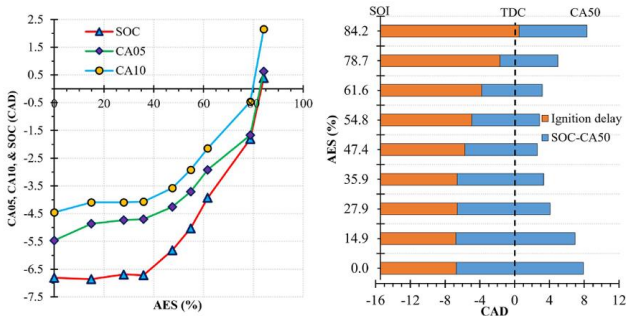 2.5
1.5
0.5
-0.5
-1.5
-2.5
-3.5
-4.5
-5.5
-6.5
-7.5
CA05, CA10, & SOC (CAD)
SOC
CA05
CA10
0 20 40 60 80 100
AES (%)
SOI TDC CA50
84.2
78.7
61.6
54.8
47.4
35.9
27.9
14.9
0.0
AES (%)
Ignition delay
SOC-CA50
-16 -12 -8 -4 0 4 8 12
CAD